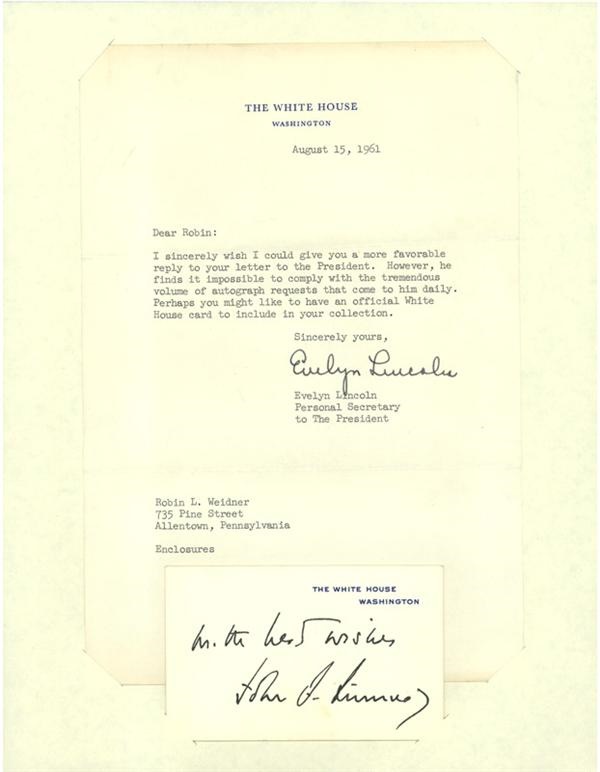 THE WHITE HOUSE
WASHINGTON
August 15, 1961
Dear Robin:
I sincerely wish I could give you a more favorable
reply to your letter to the President. However, he
finds it impossible to comply with the tremendous
volume of autograph requests that come to him daily.
Perhaps you might like to have an official White
House card to include in your collection.
Sincerely yours,
Evelyn Lincoln
Evelyn Lincoln
Personal Secretary
to The President
Robin L. Weidner
735 Pine Street
Allentown, Pennsylvania
Enclosures
THE WHITE HOUSE
WASHINGTON
With best wishes
John F. Kennedy